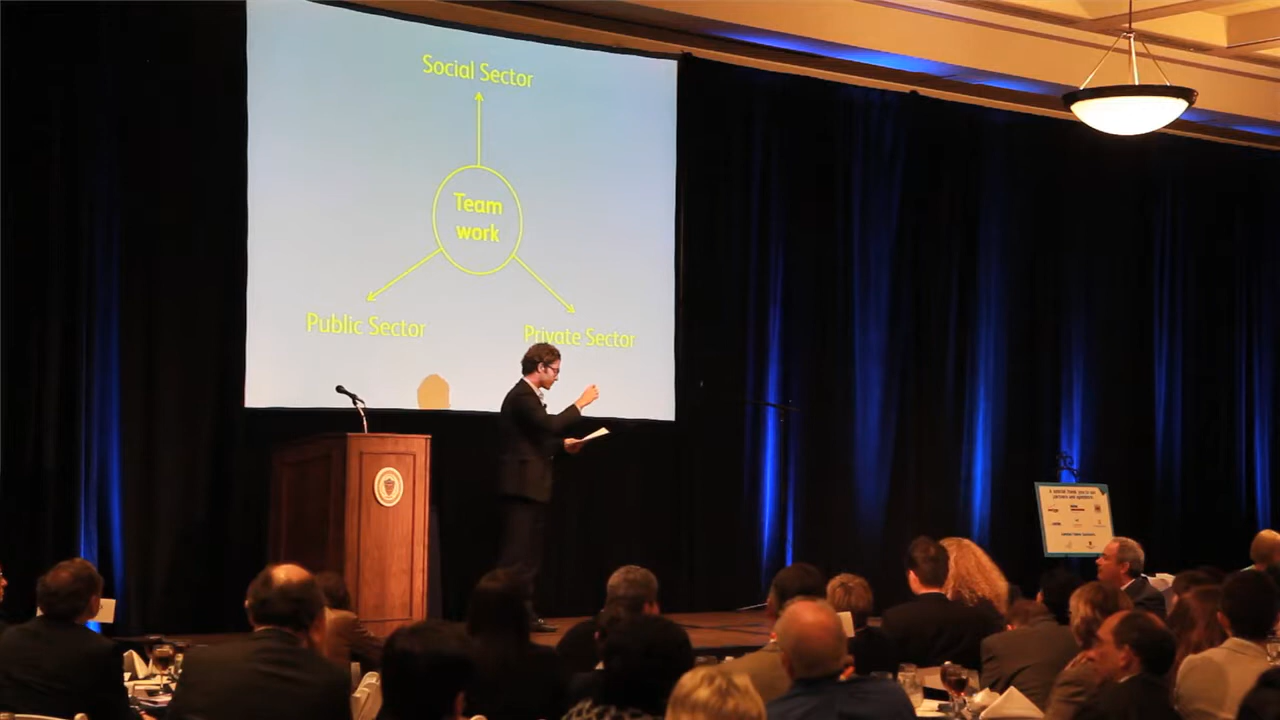 Social Sector
Team
work
Public Sector
Private Sector